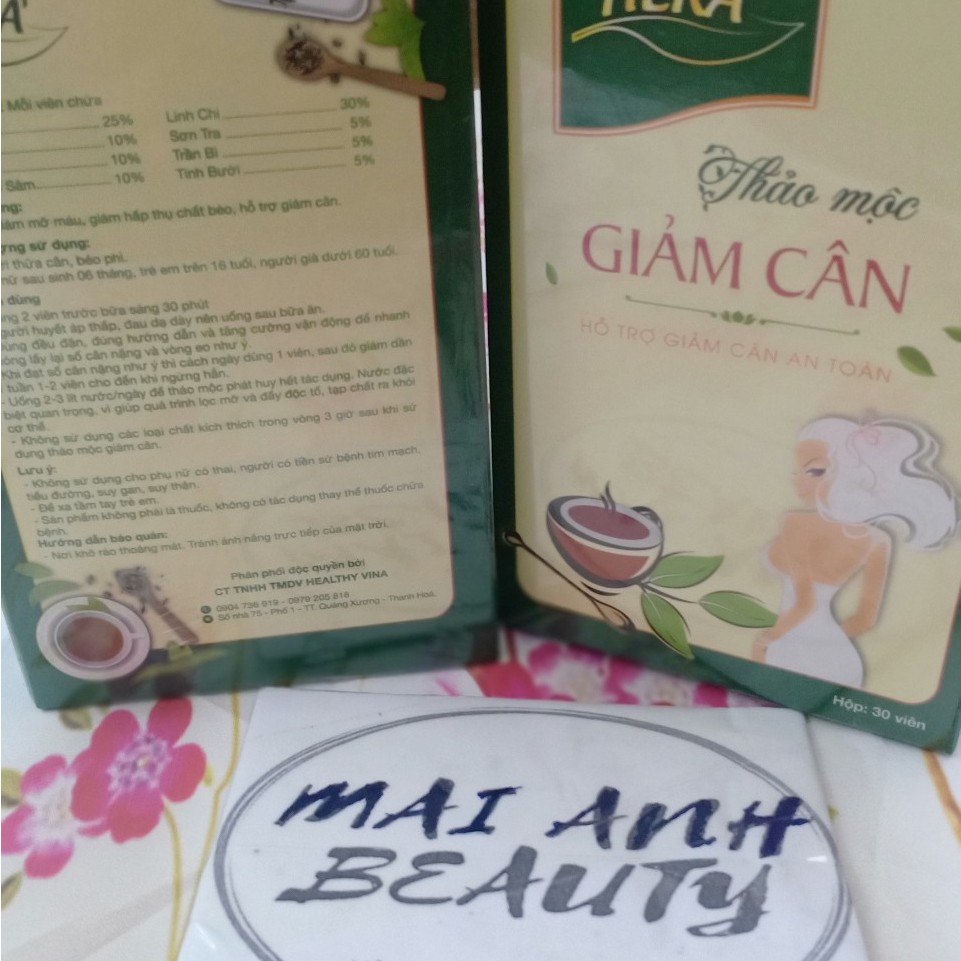 Mỗi viên chứa
25%
10%
10%
Sâm 10%
Linh Chi 30%
Sơn Tra 5%
Trần Bì 5%
Tinh Bưởi 5%
giảm mỡ máu, giảm hấp thụ chất béo, hỗ trợ giảm cân.
sử dụng:
thừa cân, béo phì.
nữ sau sinh 06 tháng, trẻ em trên 16 tuổi, người già dưới 60 tuổi.
dùng
2 viên trước bữa sáng 30 phút
người huyết áp thấp, đau dạ dày nên uống sau bữa ăn.
đều đặn, đúng hướng dẫn và tăng cường vận động để nhanh
chóng lấy lại số cân nặng và vòng eo như ý.
Khi đạt số cân nặng như ý thì cách ngày dùng 1 viên, sau đó giảm dần
tuần 1-2 viên cho đến khi ngừng hẳn.
- Uống 2-3 lít nước/ngày để thảo mộc phát huy hết tác dụng. Nước đặc
biệt quan trọng, vì giúp quá trình lọc mỡ và đẩy độc tố, tạp chất ra khỏi
cơ thể.
- Không sử dụng các loại chất kích thích trong vòng 3 giờ sau khi sử
dụng thảo mộc giảm cân.
Lưu ý:
- Không sử dụng cho phụ nữ có thai, người có tiền sử bệnh tim mạch,
tiểu đường, suy gan, suy thận.
- Để xa tầm tay trẻ em.
- Sản phẩm không phải là thuốc, không có tác dụng thay thế thuốc chữa
bệnh.
Hướng dẫn bảo quản:
- Nơi khô ráo thoáng mát. Tránh ánh nắng trực tiếp của mặt trời.
Phân phối độc quyền bởi
CT TNHH TMDV HEALTHY VINA
0904 736 919 - 0979 205 818
Số nhà 75 - Phố 1 - TT. Quảng Xương - Thanh Hoá.
HERA
Thảo mộc
GIẢM CÂN
HỖ TRỢ GIẢM CÂN AN TOÀN
Hộp: 30 viên
MAI ANH
BEAUTY